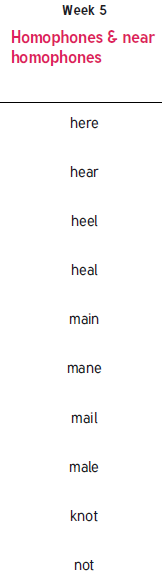 Week 5
Homophones & near
homophones
here
hear
heel
heal
main
mane
mail
male
knot
not